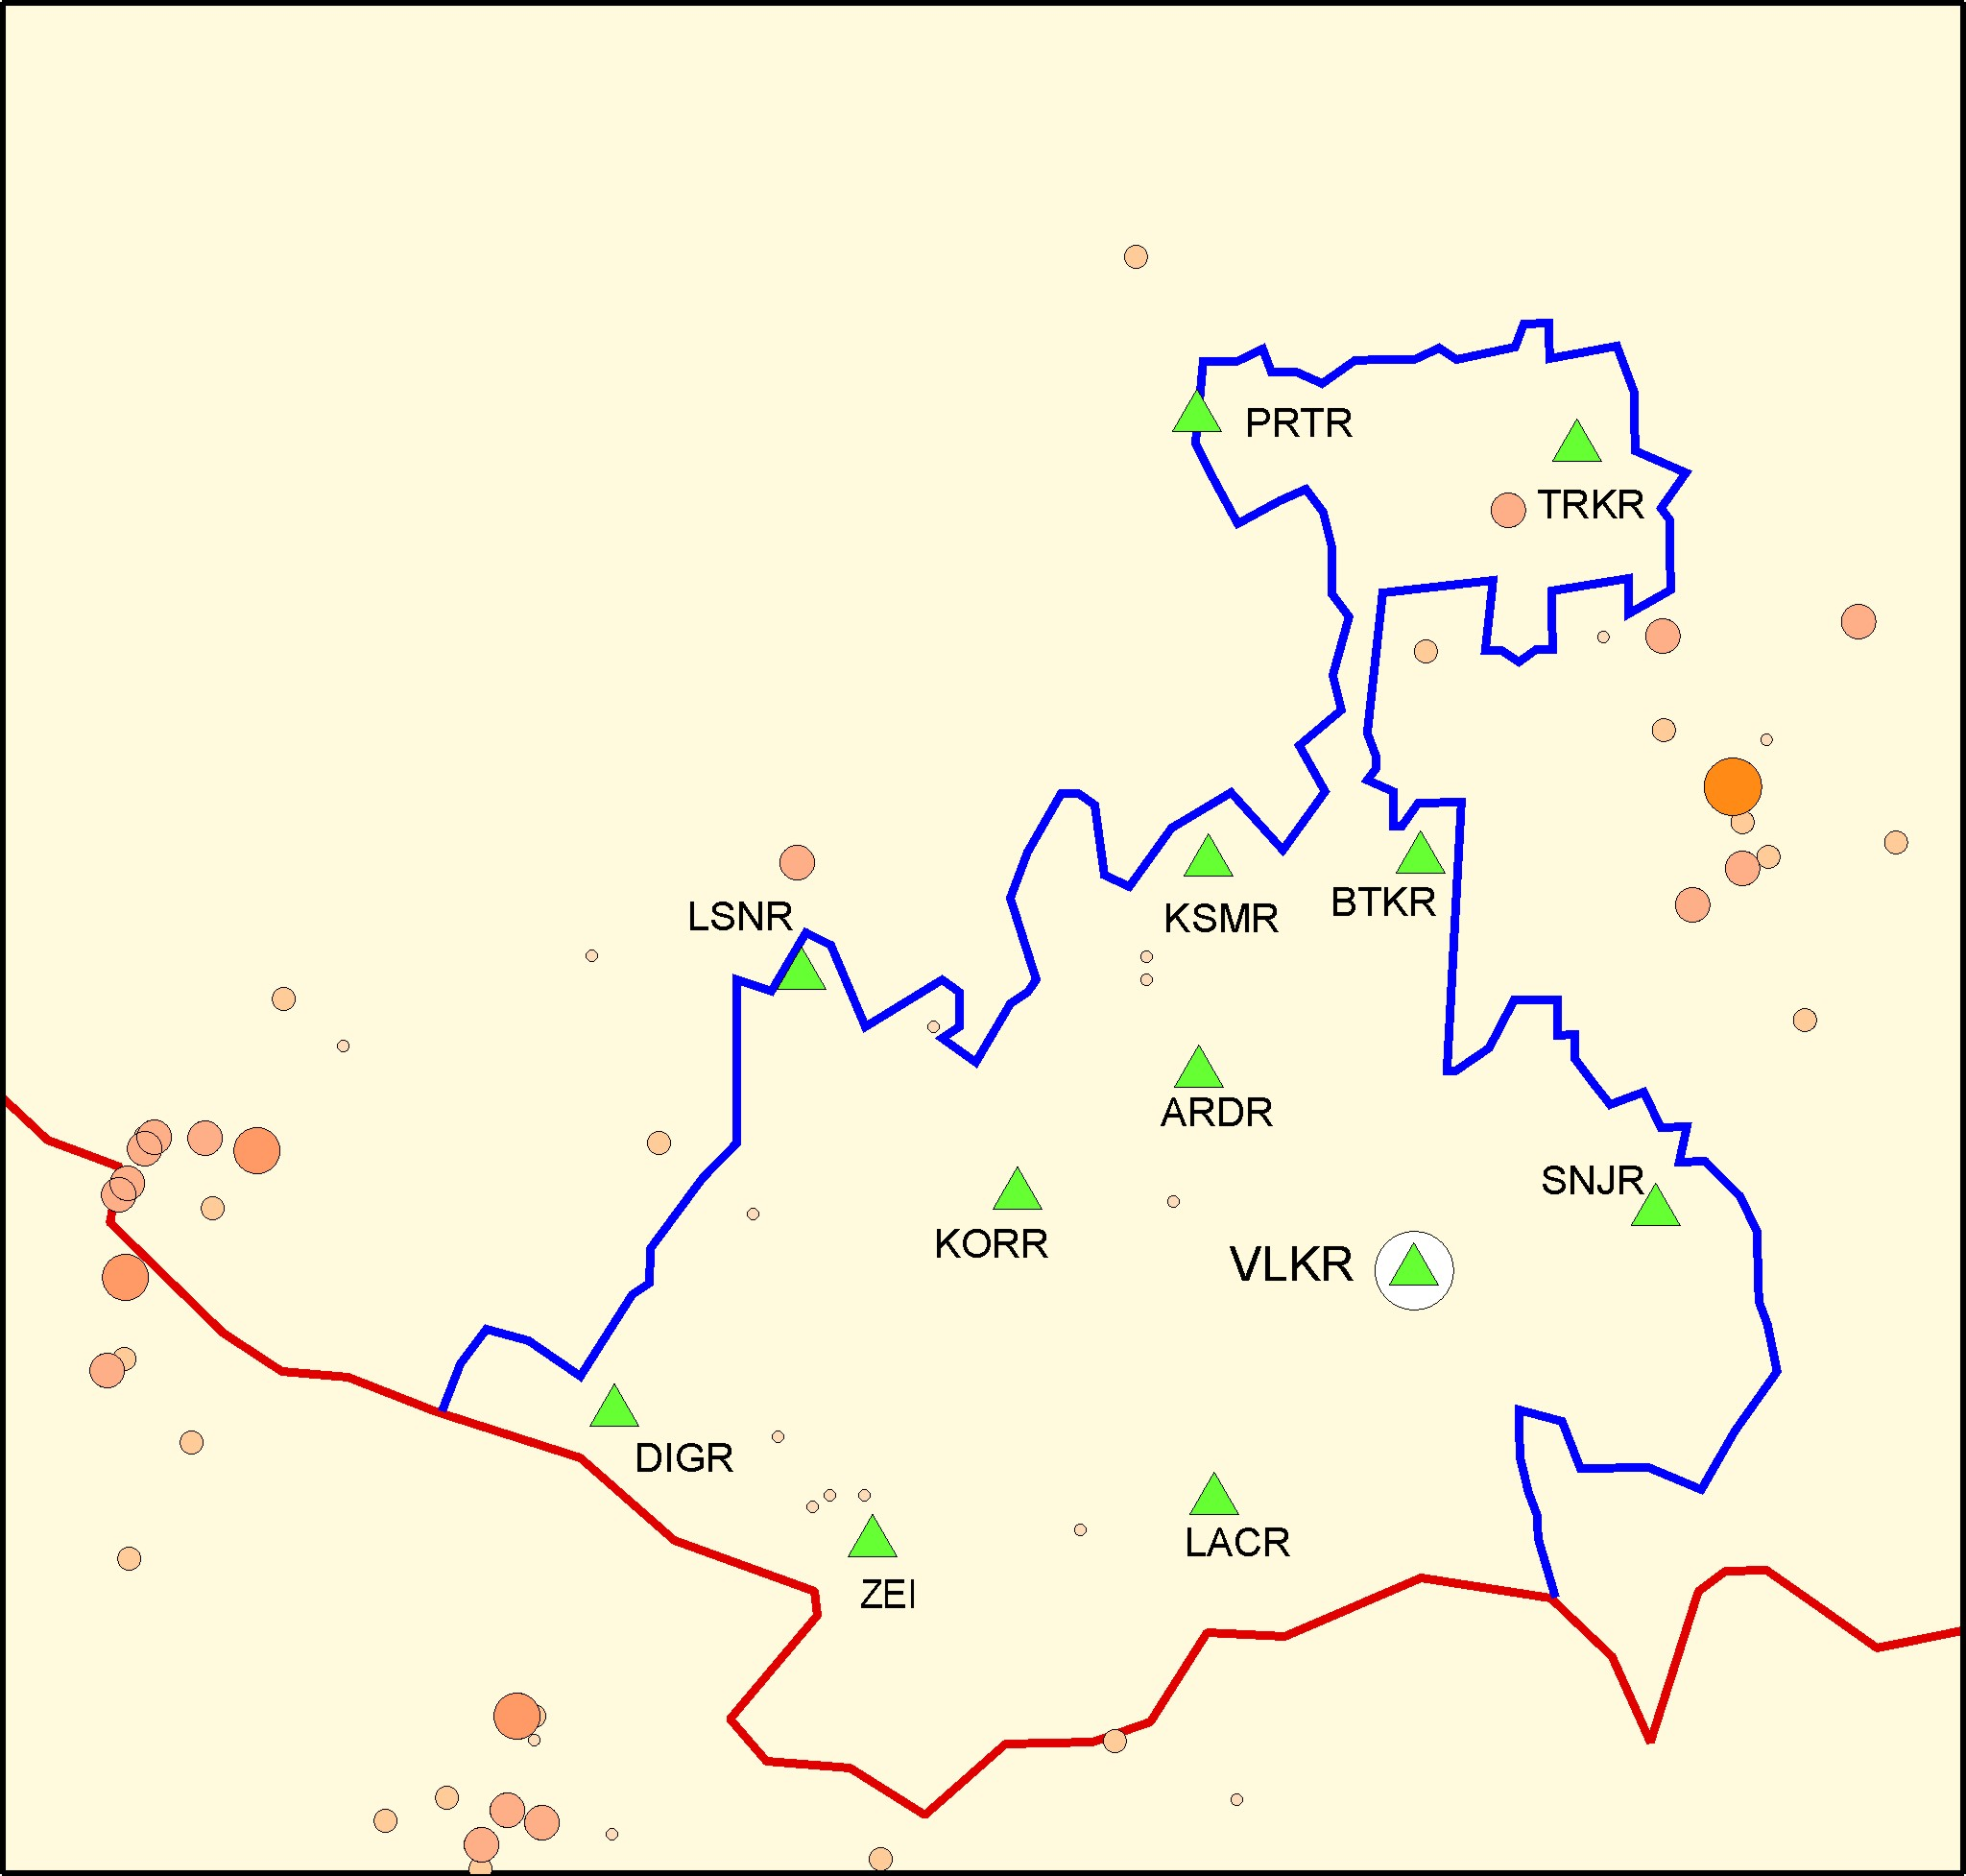 PRTR
TRKR
LSNR
KSMR
BTKR
ARDR
SNJR
KORR
VLKR
DIGR
LACR
ZEI